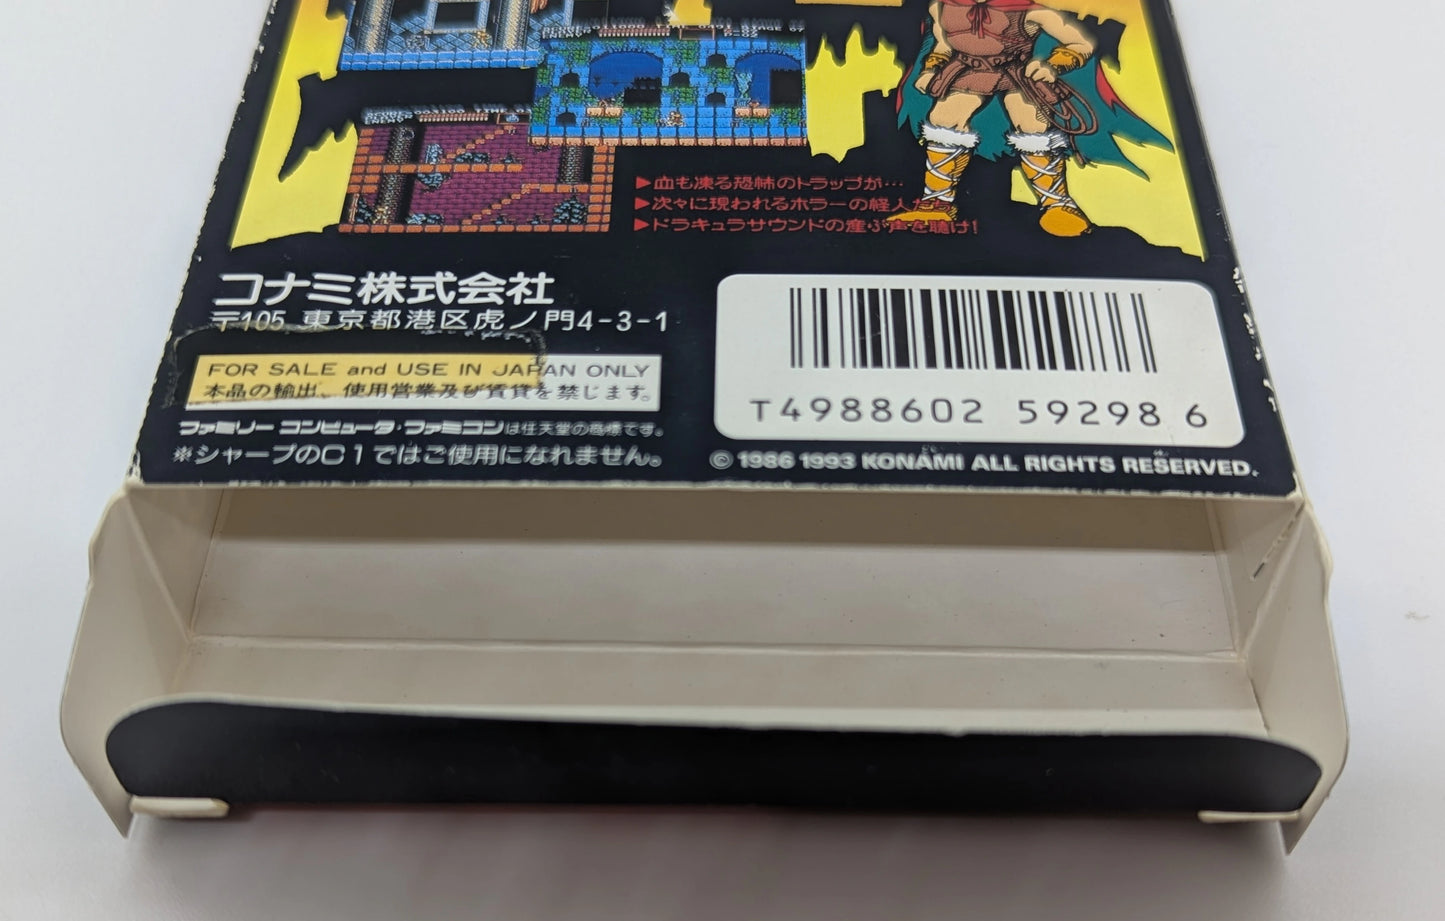 ▶血も凍る恐怖のトラップが…
▶次々に現われるホラーの怪人たち
▶ドラキュラサウンドの産ぶ声を聴け!
コナミ株式会社
〒105 東京都港区虎ノ門4-3-1
FOR SALE and USE IN JAPAN ONLY
本品の輸出、使用営業及び賃貸を禁じます。
ファミリー コンピュータ・ファミコンは任天堂の商標です。
※シャープのC1ではご使用になれません。
T4988602 59298 6
© 1986 1993 KONAMI ALL RIGHTS RESERVED.